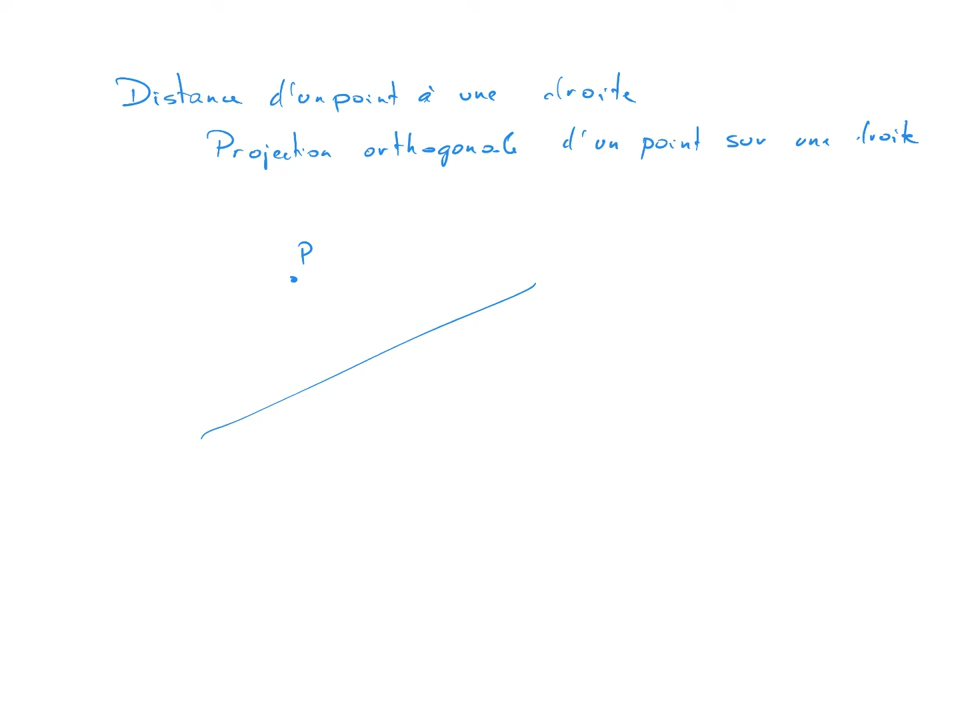 Distance d'un point à une droite
Projection orthogonale d'un point sur une droite
P